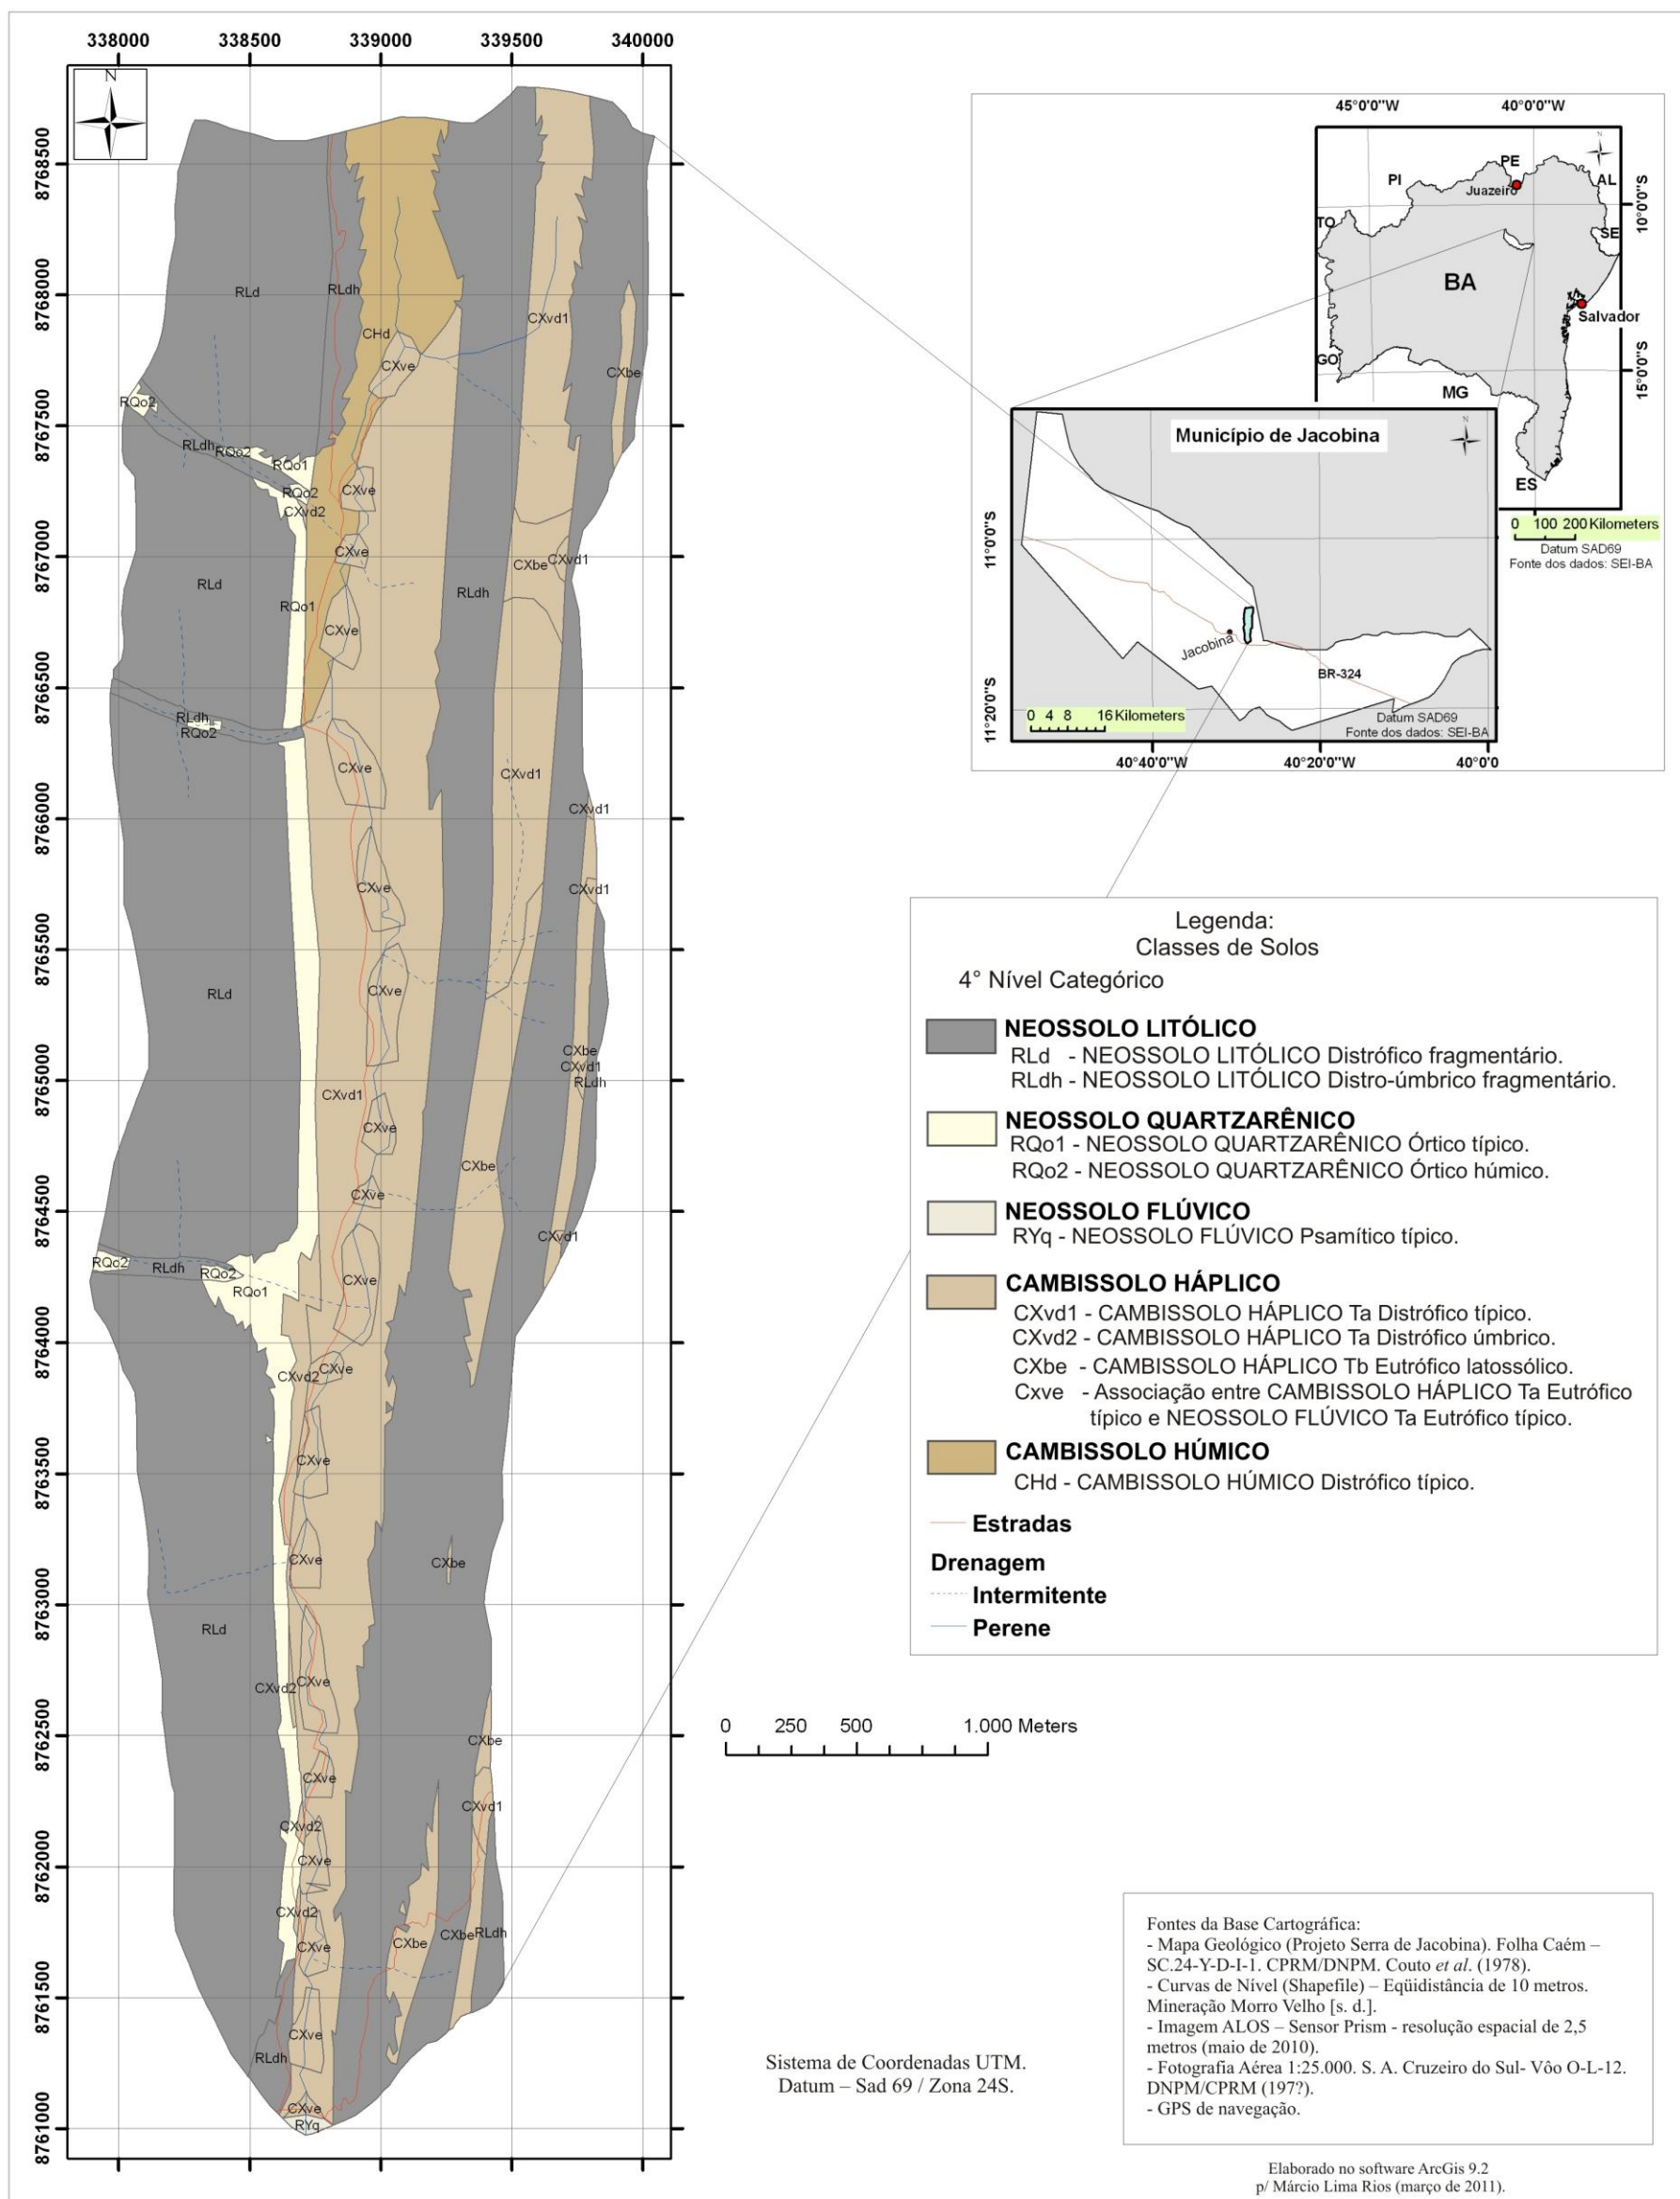 338000 338500 339000 339500 340000
N
8768500
8768000
8767500
8767000
8766500
8766000
8765500
8765000
8764500
8764000
8763500
8763000
8762500
8762000
8761500
8761000
RLd
RLdh
CHd
CXve
CXvd1
CXbe
RQo2
RLdh
RQo2
RQo1
RQo2
CXvd2
CXve
CXve
CXbe
CXvd1
RLd
RQo1
RLdh
CXve
RLdh
RQo2
CXve
CXvd1
CXvd1
CXve
CXvd1
RLd
CXve
CXbe
CXvd1
RLdh
CXvd1
CXve
CXbe
CXve
CXvd1
RQo2
RLdh
RQo2
RQo1
CXve
CXve
CXvd2
CXve
CXve
CXbe
RLd
CXve
CXvd2
CXbe
CXve
CXvd1
CXvd2
CXve
CXvd2
CXve
CXbe
CXbe
RLdh
CXve
RLdh
CXve
RYq
45°0'0"W 40°0'0"W
N
PE
PI
Juazeiro
AL
TO
SE
BA
Salvador
GO
MG
ES
10°0'0"S
15°0'0"S
0 100 200 Kilometers
Datum SAD69
Fonte dos dados: SEI-BA
Município de Jacobina
N
11°0'0"S
11°20'0"S
Jacobina
BR-324
0 4 8 16 Kilometers
Datum SAD69
Fonte dos dados: SEI-BA
40°40'0"W 40°20'0"W 40°0'0
Legenda:
Classes de Solos
4° Nível Categórico
NEOSSOLO LITÓLICO
RLd - NEOSSOLO LITÓLICO Distrófico fragmentário.
RLdh - NEOSSOLO LITÓLICO Distro-úmbrico fragmentário.
NEOSSOLO QUARTZARÊNICO
RQo1 - NEOSSOLO QUARTZARÊNICO Órtico típico.
RQo2 - NEOSSOLO QUARTZARÊNICO Órtico húmico.
NEOSSOLO FLÚVICO
RYq - NEOSSOLO FLÚVICO Psamítico típico.
CAMBISSOLO HÁPLICO
CXvd1 - CAMBISSOLO HÁPLICO Ta Distrófico típico.
CXvd2 - CAMBISSOLO HÁPLICO Ta Distrófico úmbrico.
CXbe - CAMBISSOLO HÁPLICO Tb Eutrófico latossólico.
Cxve - Associação entre CAMBISSOLO HÁPLICO Ta Eutrófico
típico e NEOSSOLO FLÚVICO Ta Eutrófico típico.
CAMBISSOLO HÚMICO
CHd - CAMBISSOLO HÚMICO Distrófico típico.
Estradas
Drenagem
Intermitente
Perene
0 250 500 1.000 Meters
Sistema de Coordenadas UTM.
Datum – Sad 69 / Zona 24S.
Fontes da Base Cartográfica:
- Mapa Geológico (Projeto Serra de Jacobina). Folha Caém –
SC.24-Y-D-I-1. CPRM/DNPM. Couto et al. (1978).
- Curvas de Nível (Shapefile) – Eqüidistância de 10 metros.
Mineração Morro Velho [s. d.].
- Imagem ALOS – Sensor Prism - resolução espacial de 2,5
metros (maio de 2010).
- Fotografia Aérea 1:25.000. S. A. Cruzeiro do Sul- Vôo O-L-12.
DNPM/CPRM (197?).
- GPS de navegação.
Elaborado no software ArcGis 9.2
p/ Márcio Lima Rios (março de 2011).